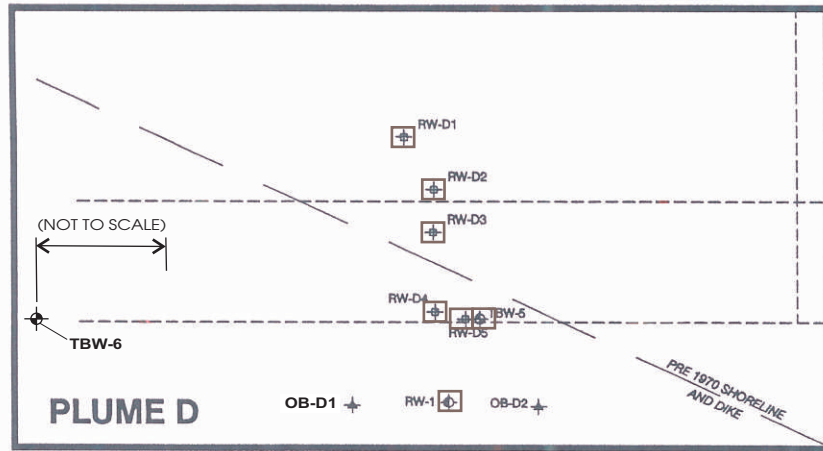 RW-D1
RW-D2
RW-D3
(NOT TO SCALE)
RW-D4
TBW-5
RW-D5
TBW-6
PRE 1970 SHORELINE
AND DIKE
PLUME D
OB-D1
RW-1
OB-D2